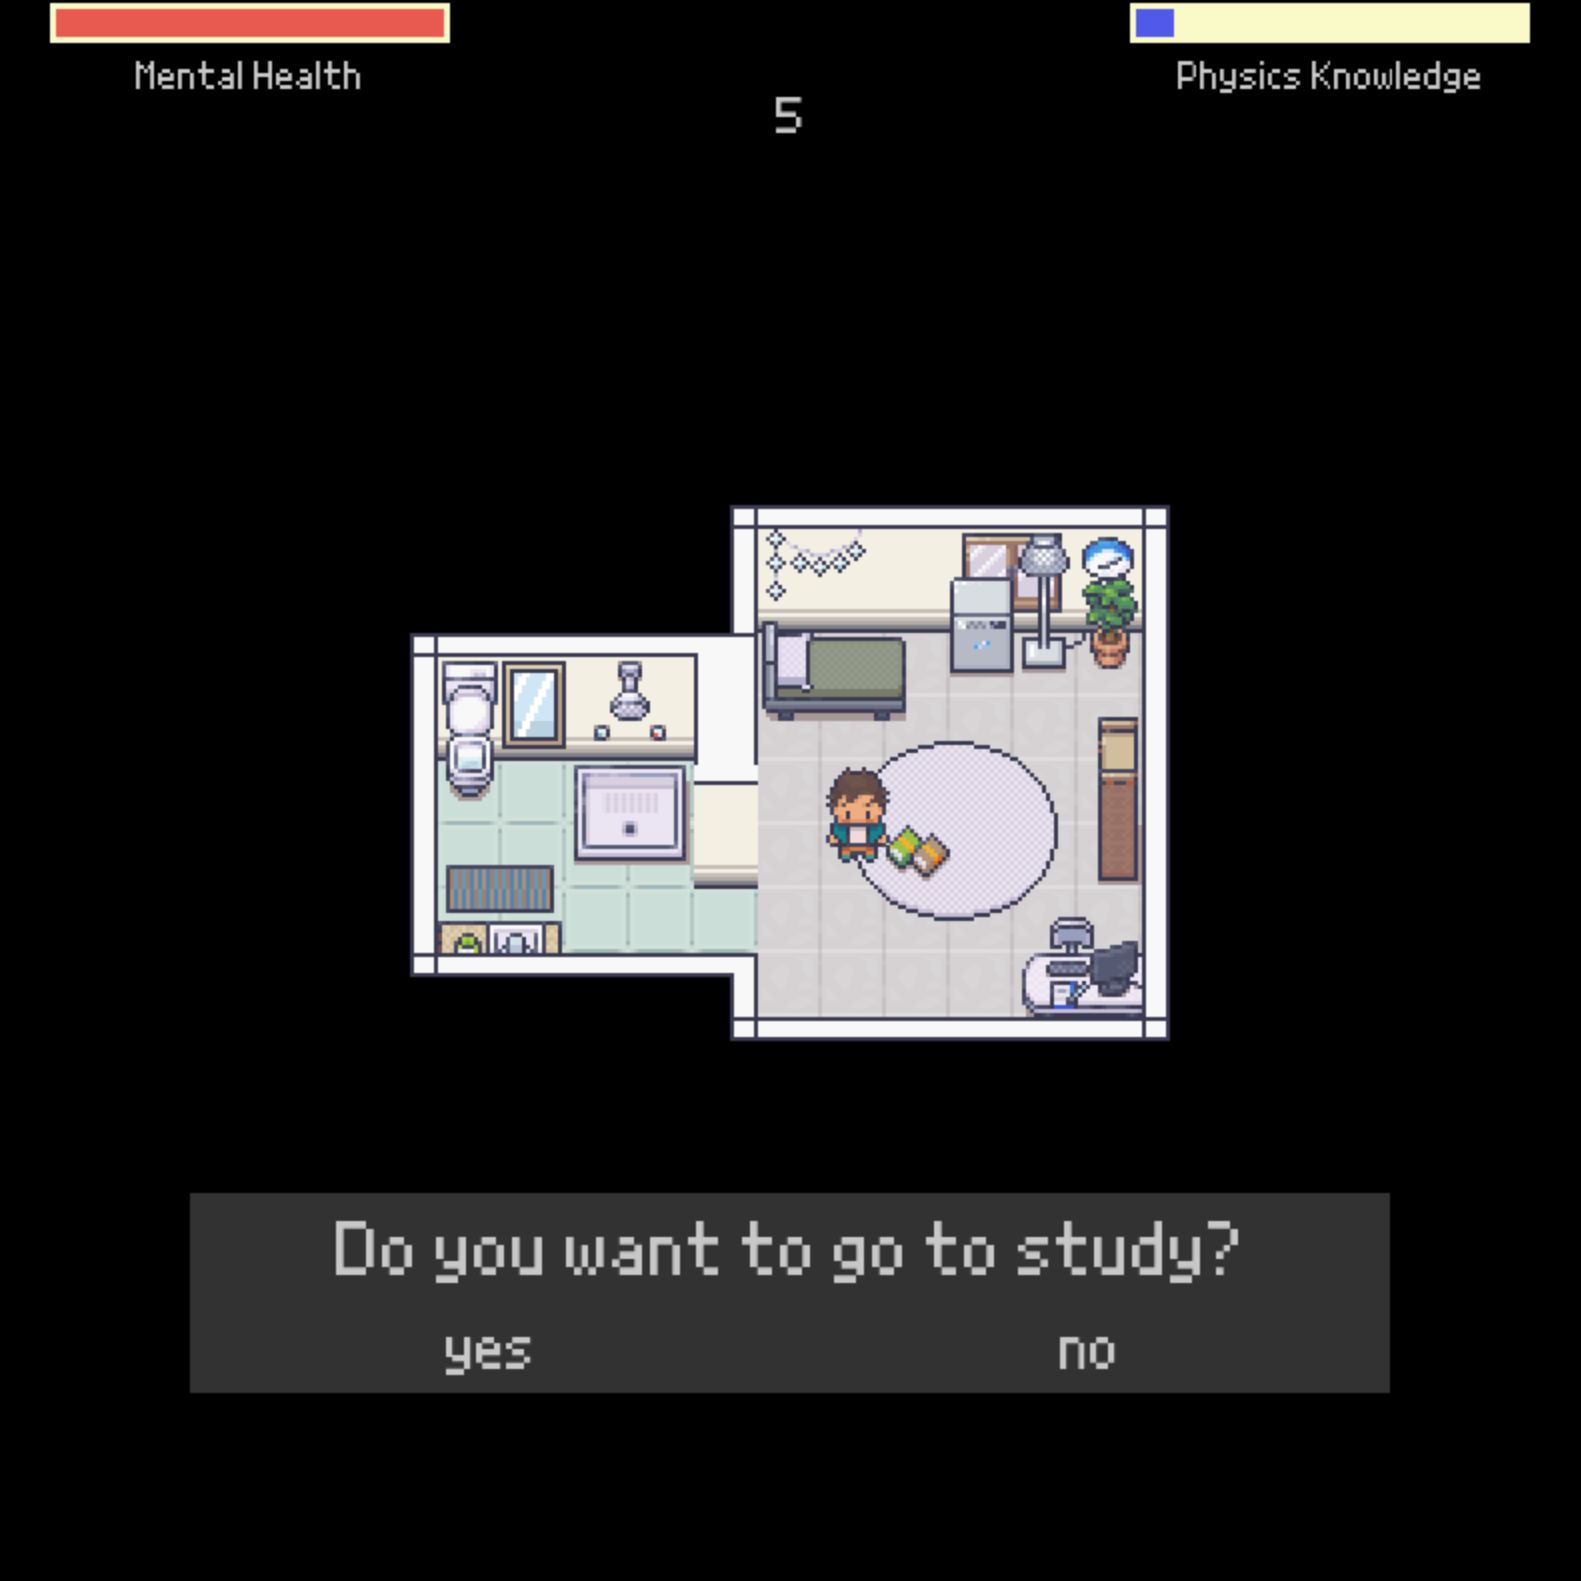 Mental Health
Physics Knowledge
5
Do you want to go to study?
yes
no